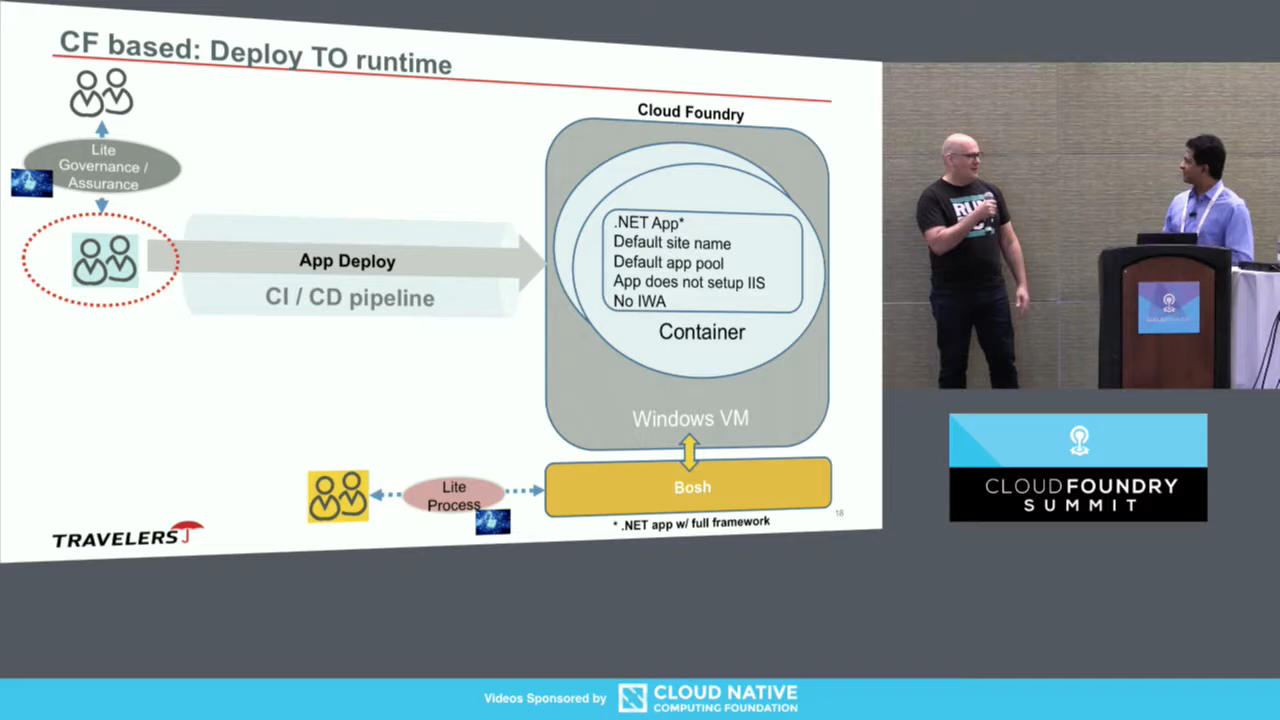 CF based: Deploy TO runtime
Lite
Governance /
Assurance
App Deploy
CI / CD pipeline
Cloud Foundry
.NET App*
Default site name
Default app pool
App does not setup IIS
No IWA
Container
Windows VM
Lite
Process
Bosh
* .NET app w/ full framework
18
TRAVELERS
RUN
CLOUDFOUNDRY
SUMMIT
Videos Sponsored by
CLOUD NATIVE
COMPUTING FOUNDATION